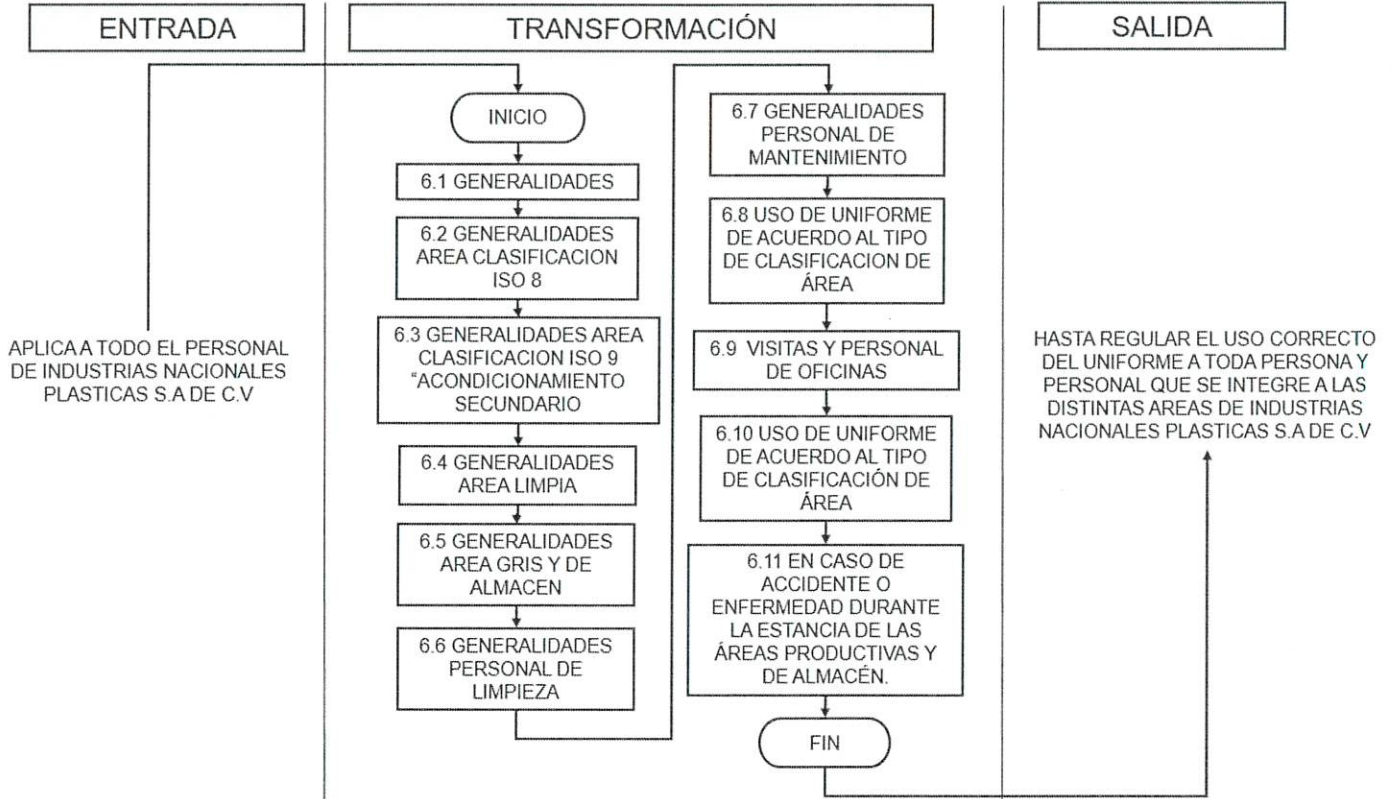 ENTRADA
TRANSFORMACIÓN
SALIDA
APLICA A TODO EL PERSONAL
DE INDUSTRIAS NACIONALES
PLASTICAS S.A DE C.V
INICIO
6.1 GENERALIDADES
6.2 GENERALIDADES
AREA CLASIFICACION
ISO 8
6.3 GENERALIDADES AREA
CLASIFICACION ISO 9
“ACONDICIONAMIENTO
SECUNDARIO
6.4 GENERALIDADES
AREA LIMPIA
6.5 GENERALIDADES
AREA GRIS Y DE
ALMACEN
6.6 GENERALIDADES
PERSONAL DE
LIMPIEZA
6.7 GENERALIDADES
PERSONAL DE
MANTENIMIENTO
6.8 USO DE UNIFORME
DE ACUERDO AL TIPO
DE CLASIFICACION DE
ÁREA
6.9 VISITAS Y PERSONAL
DE OFICINAS
6.10 USO DE UNIFORME
DE ACUERDO AL TIPO
DE CLASIFICACIÓN DE
ÁREA
6.11 EN CASO DE
ACCIDENTE O
ENFERMEDAD DURANTE
LA ESTANCIA DE LAS
ÁREAS PRODUCTIVAS Y
DE ALMACÉN.
FIN
HASTA REGULAR EL USO CORRECTO
DEL UNIFORME A TODA PERSONA Y
PERSONAL QUE SE INTEGRE A LAS
DISTINTAS AREAS DE INDUSTRIAS
NACIONALES PLASTICAS S.A DE C.V